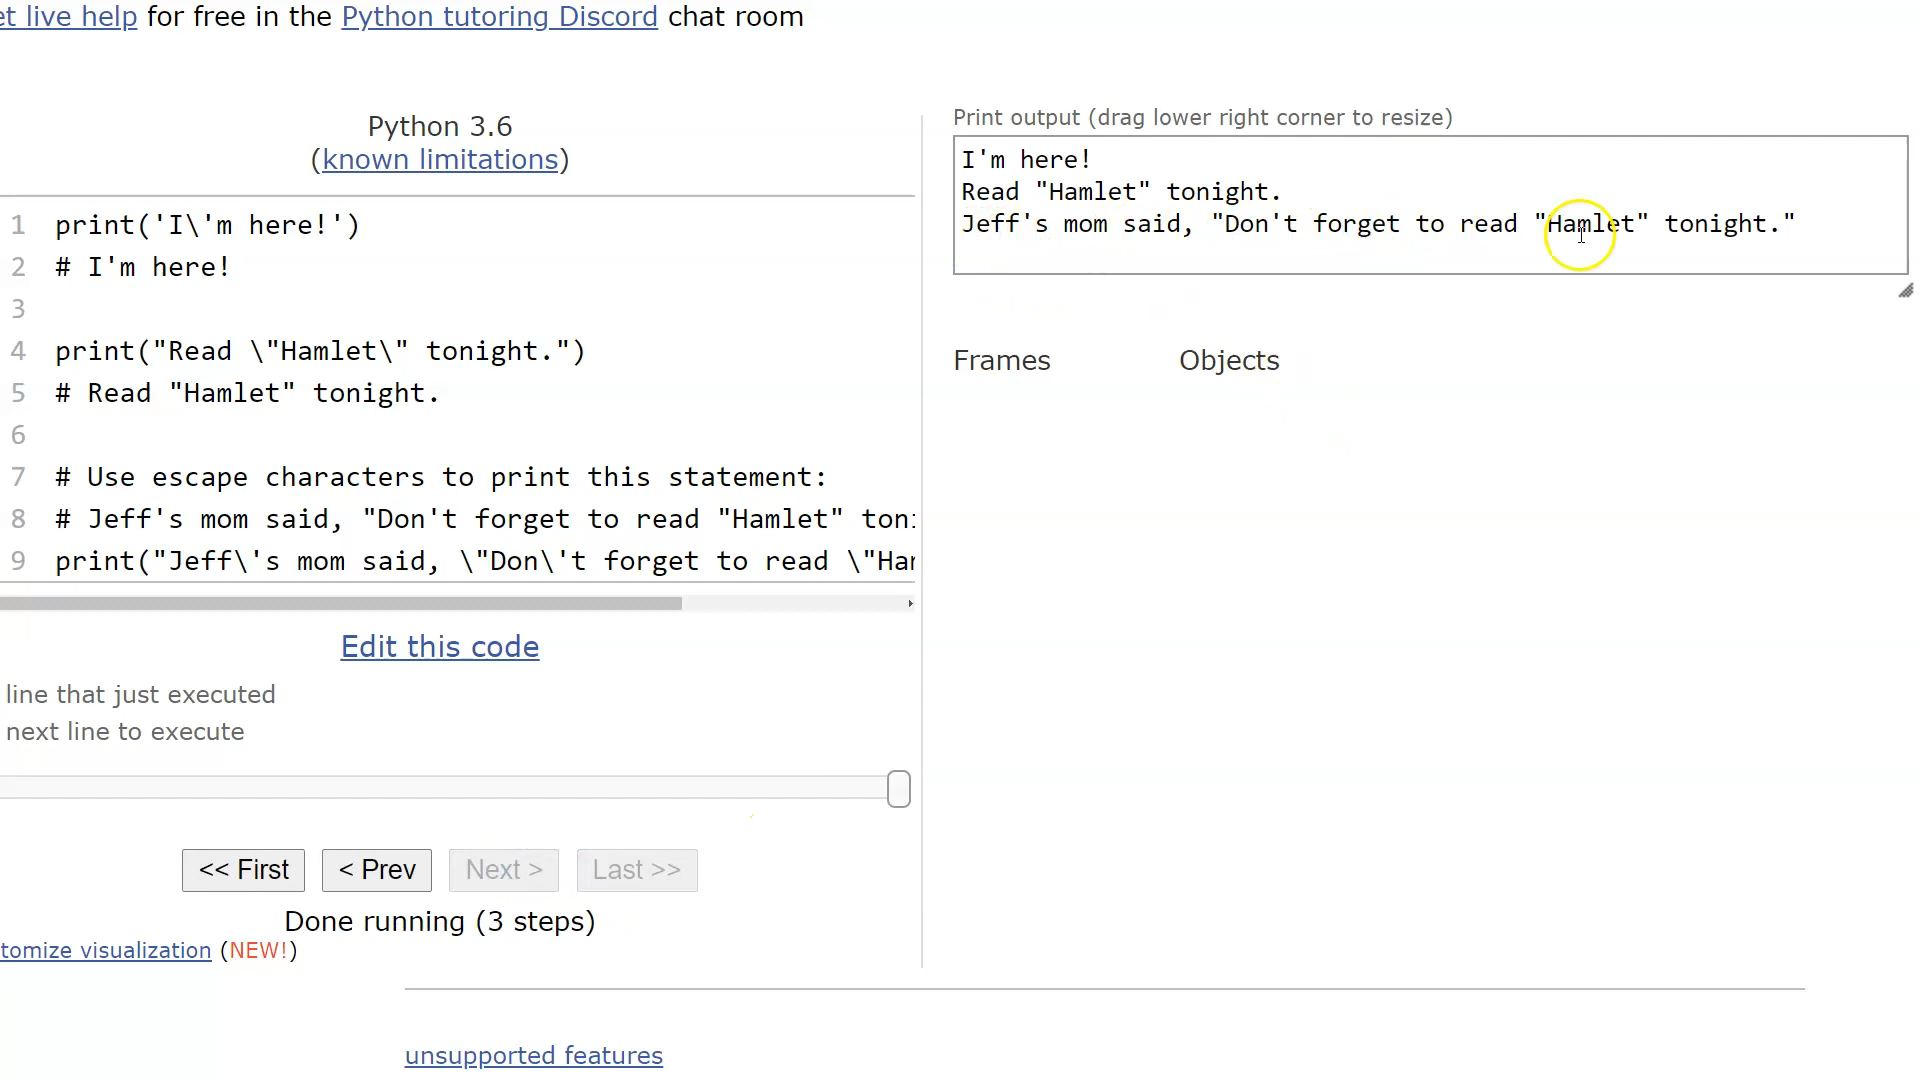 et live help for free in the Python tutoring Discord chat room
Python 3.6
(known limitations)
1 print('I\'m here!')
2 # I'm here!
3
4 print("Read \"Hamlet\" tonight.")
5 # Read "Hamlet" tonight.
6
7 # Use escape characters to print this statement:
8 # Jeff's mom said, "Don't forget to read "Hamlet" toni
9 print("Jeff\'s mom said, \"Don\'t forget to read \"Ham
Edit this code
line that just executed
next line to execute
<< First < Prev Next > Last >>
Done running (3 steps)
tomize visualization (NEW!)
Print output (drag lower right corner to resize)
I'm here!
Read "Hamlet" tonight.
Jeff's mom said, "Don't forget to read "Hamlet" tonight."
Frames Objects
unsupported features